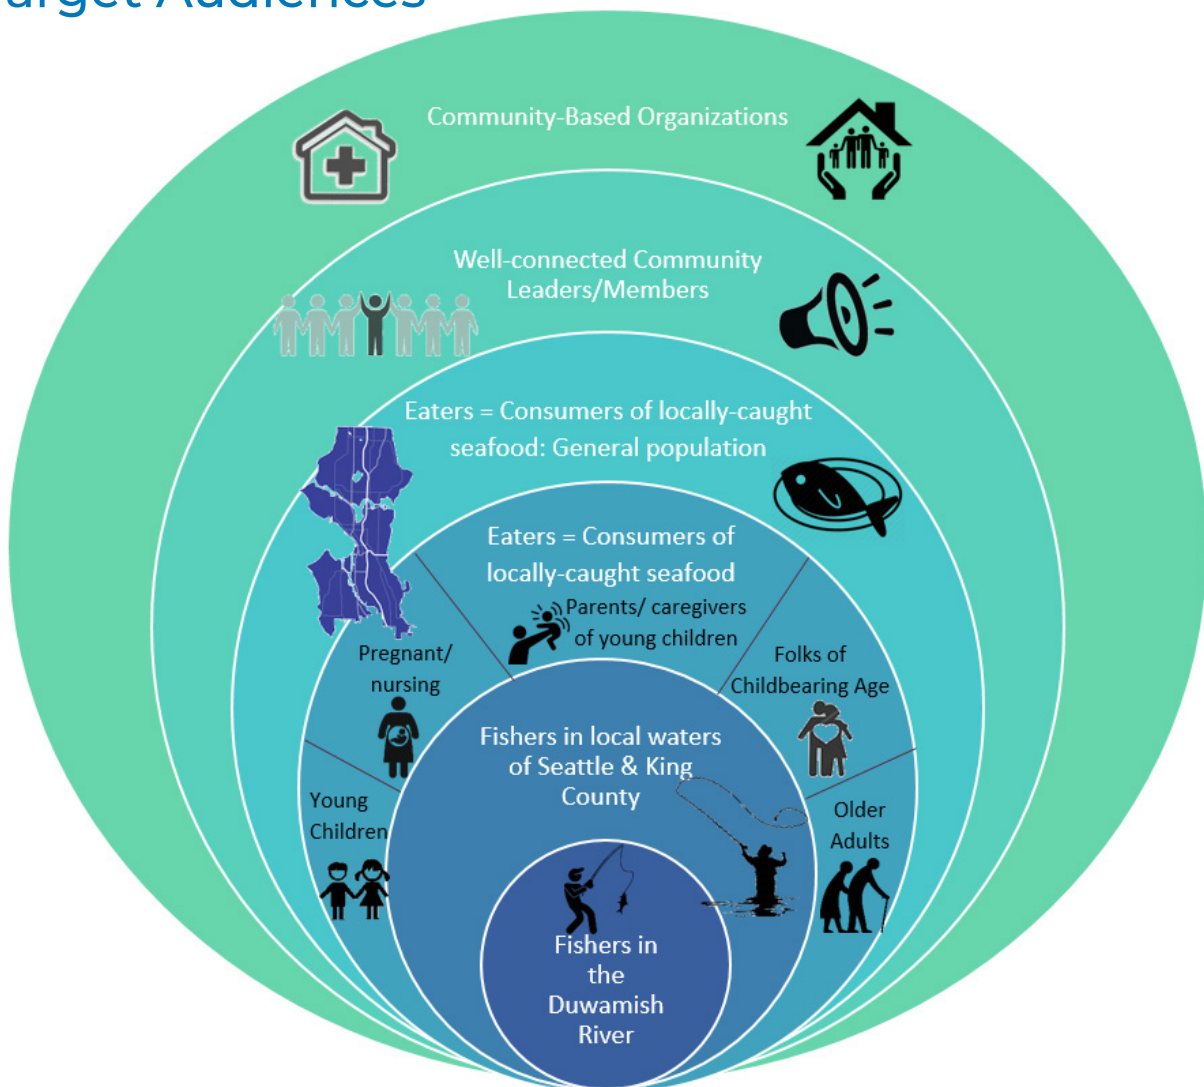 Target Audiences
Community-Based Organizations
Well-connected Community
Leaders/Members
Eaters = Consumers of locally-caught
seafood: General population
Eaters = Consumers of
locally-caught seafood
Parents/ caregivers
of young children
Pregnant/
nursing
Folks of
Childbearing Age
Young
Children
Older
Adults
Fishers in local waters
of Seattle & King
County
Fishers in
the
Duwamish
River